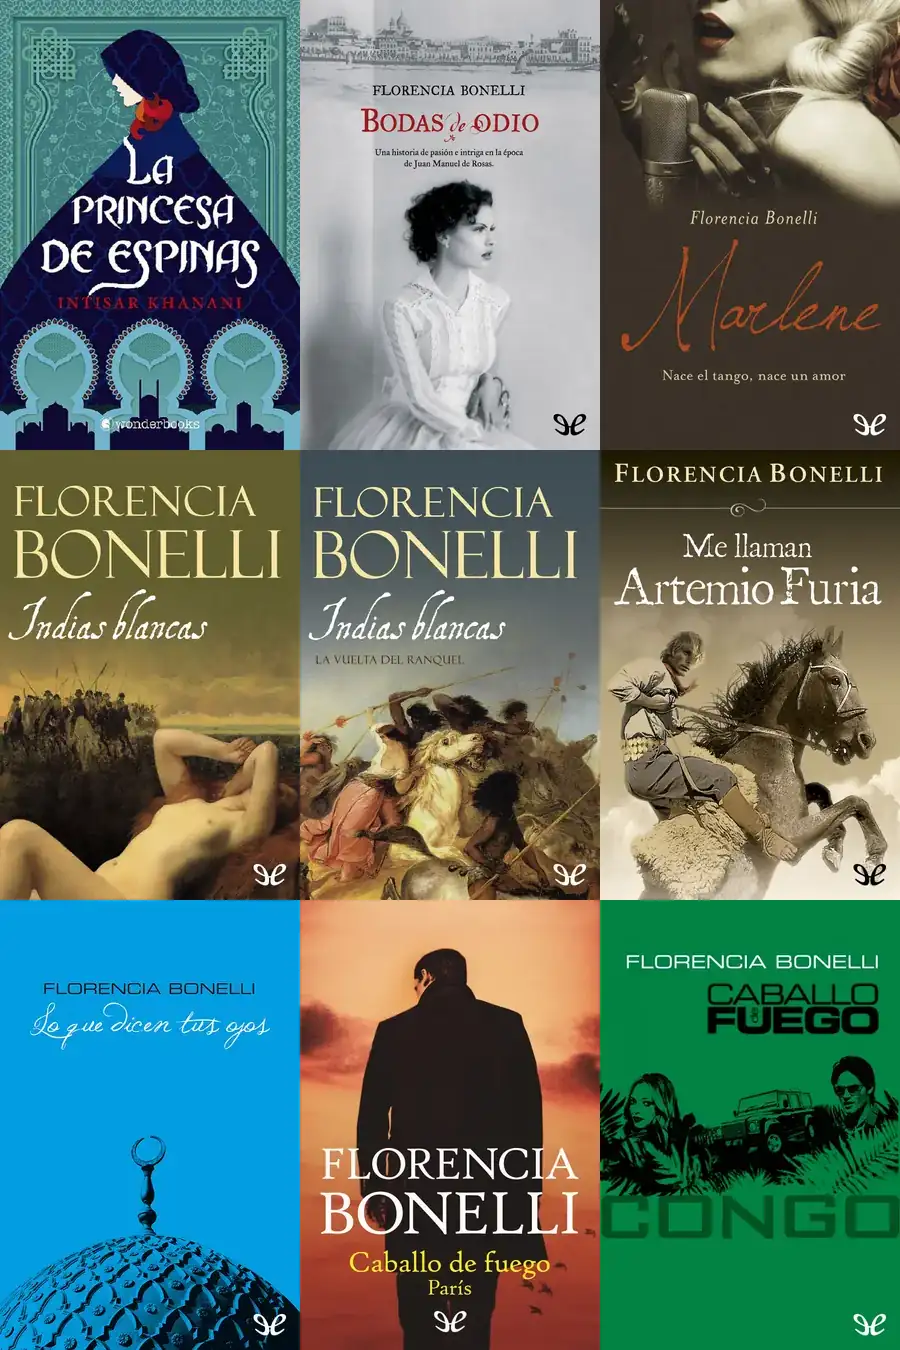 LA
PRINCESA
DE ESPINAS
INTISAR KHANANI
wonderbooks
FLORENCIA BONELLI
BODAS de ODIO
Una historia de pasión e intriga en la época
de Juan Manuel de Rosas.
Florencia Bonelli
Marlene
Nace el tango, nace un amor
FLORENCIA
BONELLI
Indias blancas
FLORENCIA
BONELLI
Indias blancas
LA VUELTA DEL RANQUEL
FLORENCIA BONELLI
Me llaman
Artemio Furia
FLORENCIA BONELLI
Lo que dicen tus ojos
FLORENCIA
BONELLI
Caballo de fuego
París
FLORENCIA BONELLI
CABALLO
DE
FUEGO
CONGO